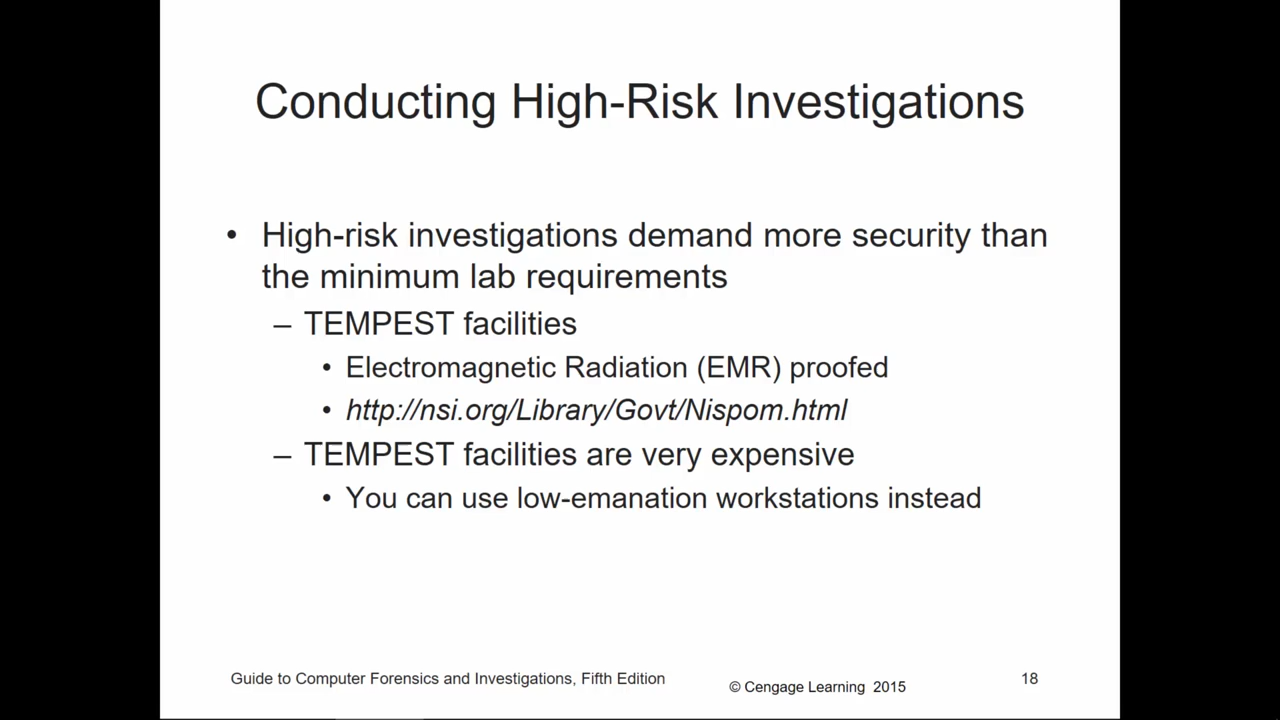 Conducting High-Risk Investigations
• High-risk investigations demand more security than
the minimum lab requirements
– TEMPEST facilities
• Electromagnetic Radiation (EMR) proofed
• http://nsi.org/Library/Govt/Nispom.html
– TEMPEST facilities are very expensive
• You can use low-emanation workstations instead
Guide to Computer Forensics and Investigations, Fifth Edition
© Cengage Learning 2015
18